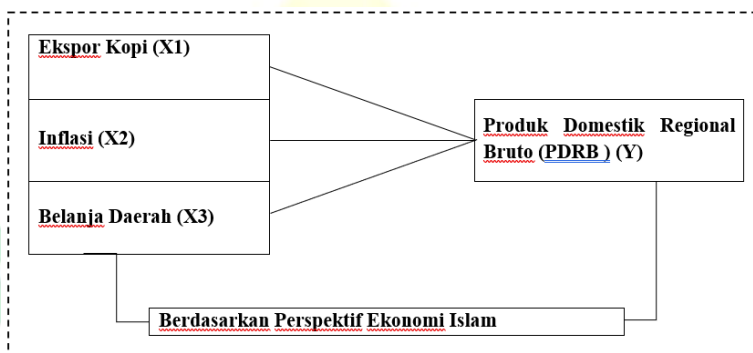 Ekspor Kopi (X1)
Inflasi (X2)
Belanja Daerah (X3)
Produk Domestik Regional
Bruto (PDRB ) (Y)
Berdasarkan Perspektif Ekonomi Islam